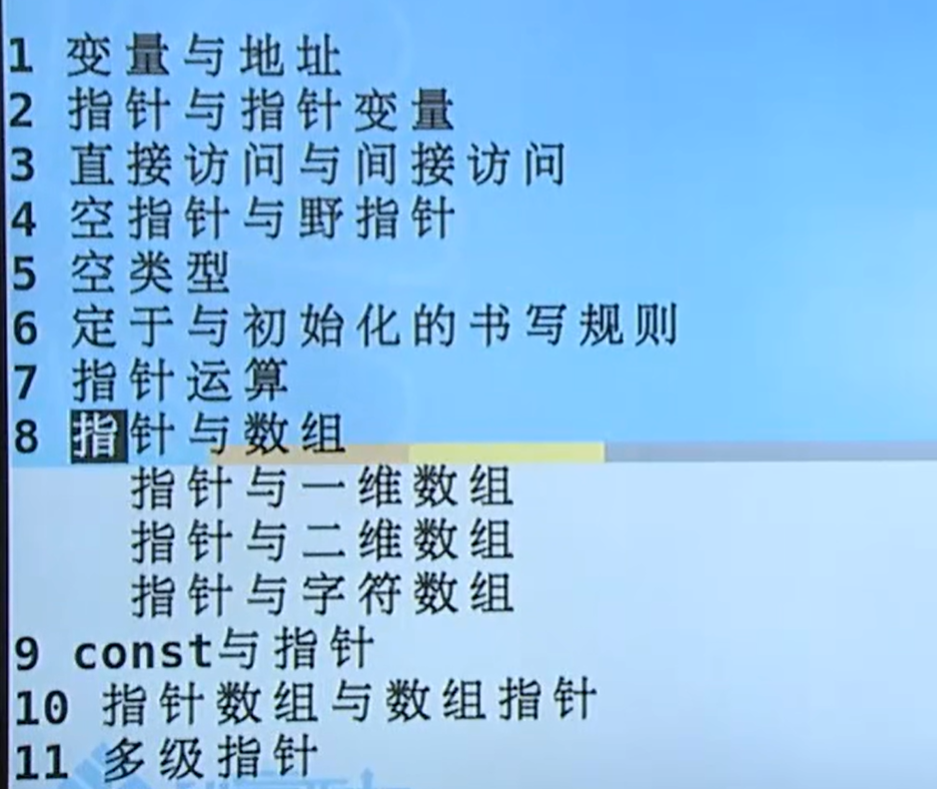 1 变量与地址
2 指针与指针变量
3 直接访问与间接访问
4 空指针与野指针
5 空类型
6 定于与初始化的书写规则
7 指针运算
8 指针与数组
指针与一维数组
指针与二维数组
指针与字符数组
9 const与指针
10 指针数组与数组指针
11 多级指针